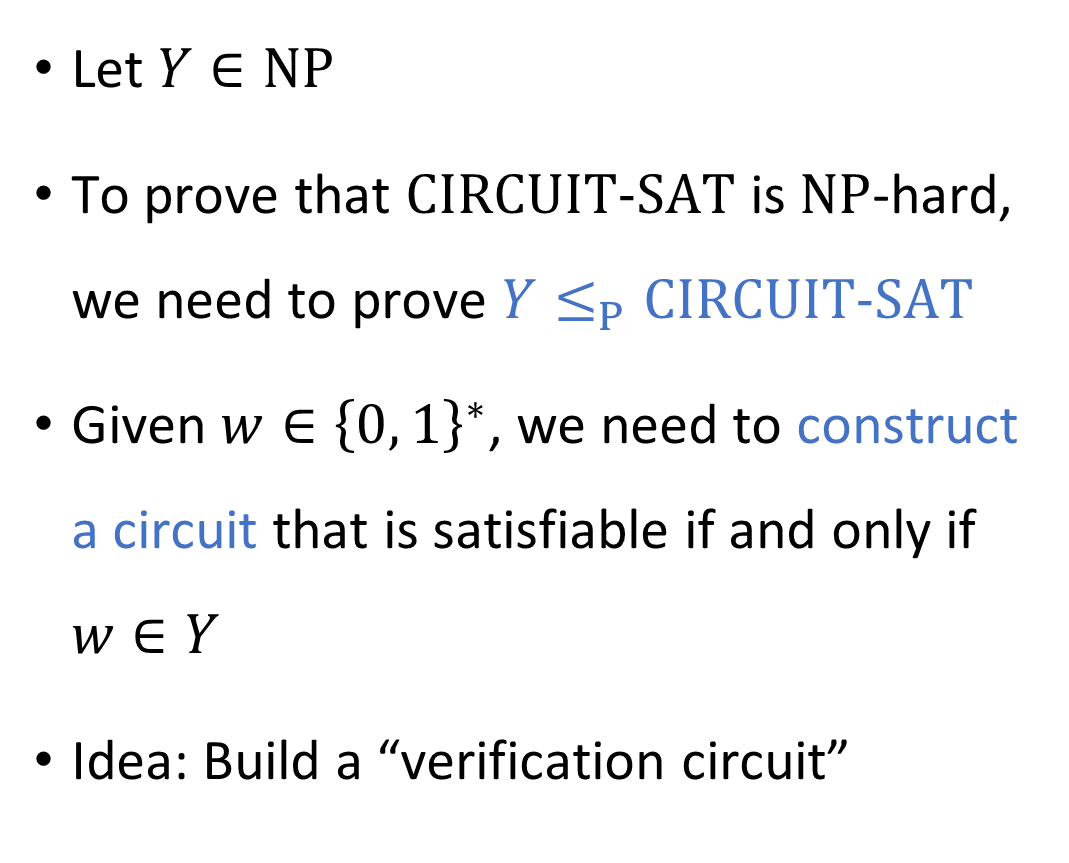 • Let 𝑌 ∈ NP
• To prove that CIRCUIT-SAT is NP-hard,
we need to prove 𝑌 ≤ₚ CIRCUIT-SAT
• Given 𝑤 ∈ {0, 1}*, we need to construct
a circuit that is satisfiable if and only if
𝑤 ∈ 𝑌
• Idea: Build a “verification circuit”